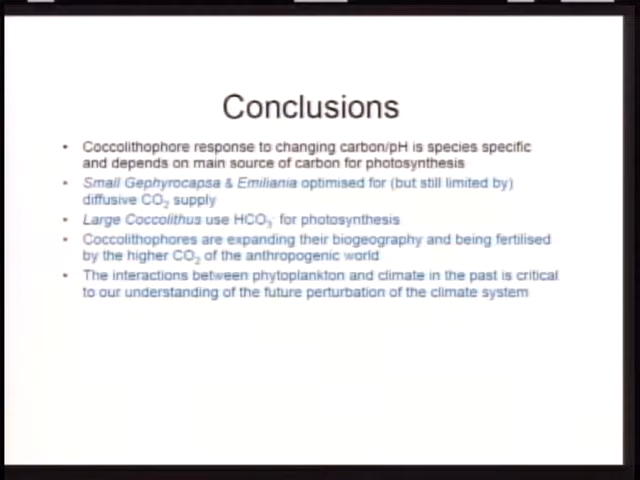 Conclusions
• Coccolithophore response to changing carbon/pH is species specific
and depends on main source of carbon for photosynthesis
• Small Gephyrocapsa & Emiliania optimised for (but still limited by)
diffusive CO₂ supply
• Large Coccolithus use HCO₃⁻ for photosynthesis
• Coccolithophores are expanding their biogeography and being fertilised
by the higher CO₂ of the anthropogenic world
• The interactions between phytoplankton and climate in the past is critical
to our understanding of the future perturbation of the climate system